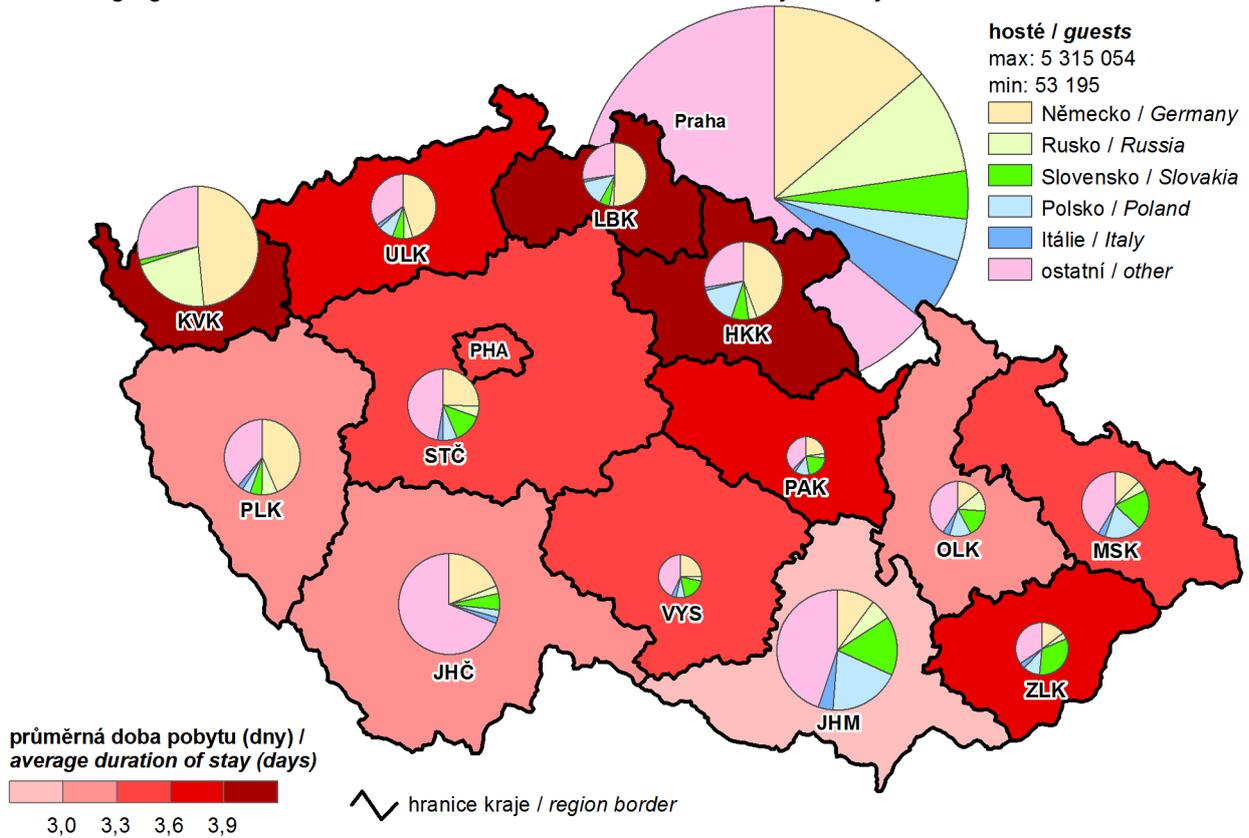 hosté / guests
max: 5 315 054
min: 53 195
Německo / Germany
Rusko / Russia
Slovensko / Slovakia
Polsko / Poland
Itálie / Italy
ostatní / other
Praha
LBK
ULK
KVK
HKK
PHA
STČ
PLK
PAK
OLK
MSK
VYS
JHČ
ZLK
JHM
průměrná doba pobytu (dny) /
average duration of stay (days)
3,0 3,3 3,6 3,9
hranice kraje / region border